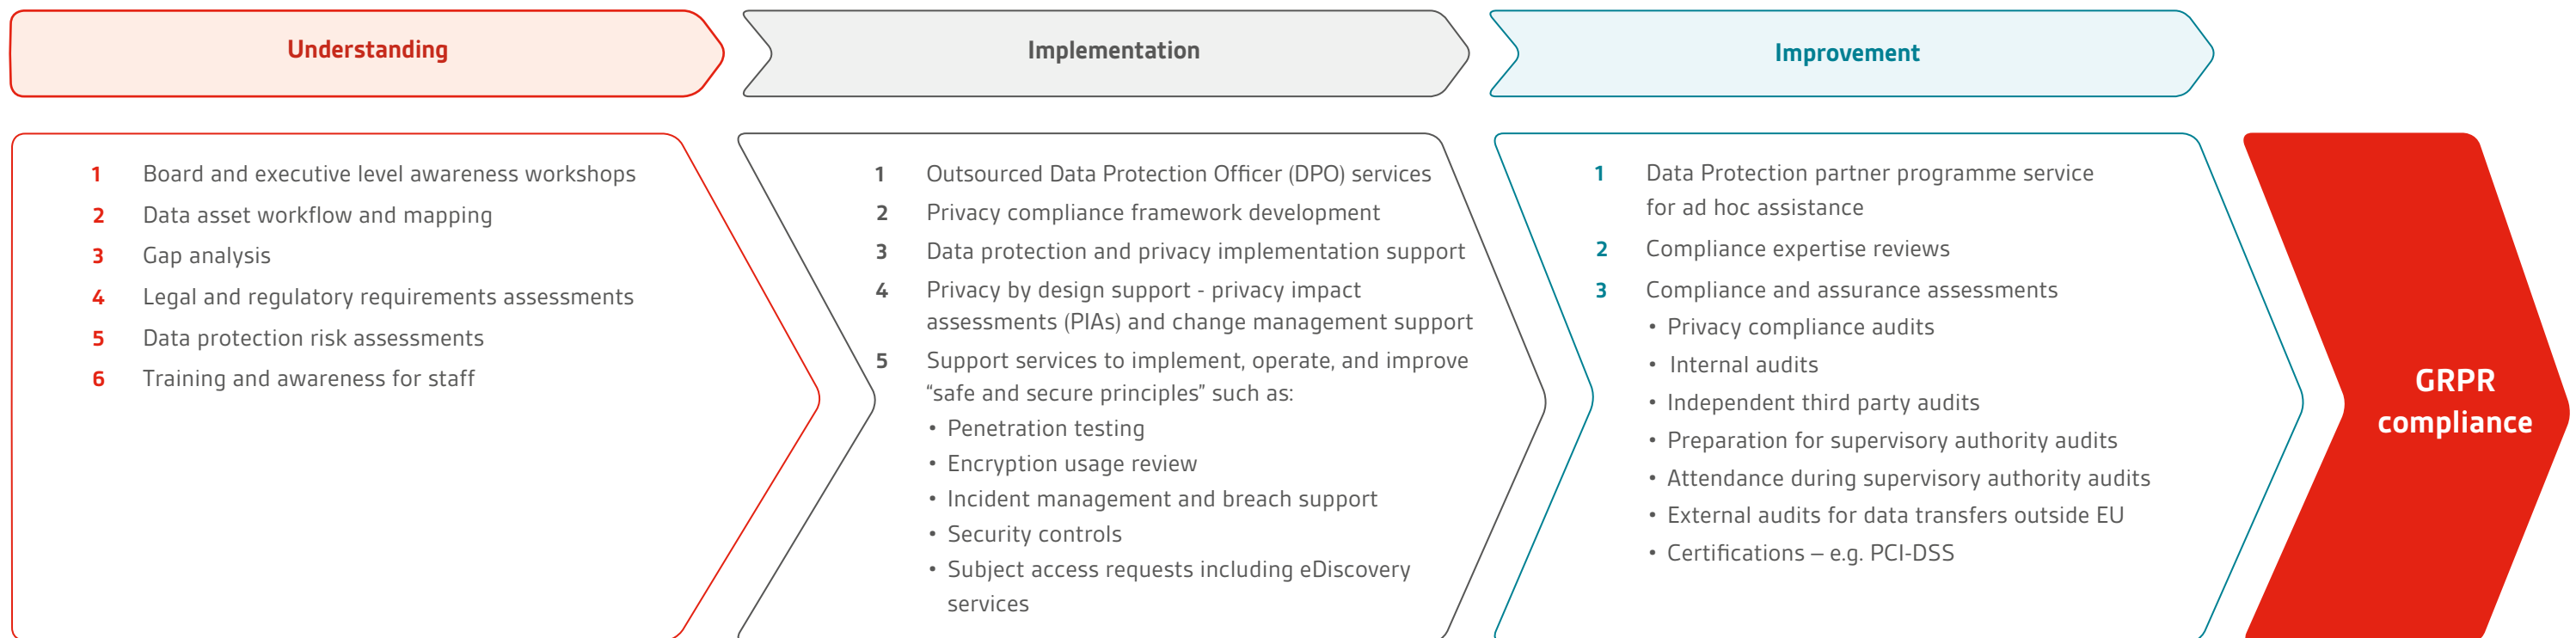 Understanding
1 Board and executive level awareness workshops
2 Data asset workflow and mapping
3 Gap analysis
4 Legal and regulatory requirements assessments
5 Data protection risk assessments
6 Training and awareness for staff
Implementation
1 Outsourced Data Protection Officer (DPO) services
2 Privacy compliance framework development
3 Data protection and privacy implementation support
4 Privacy by design support - privacy impact
assessments (PIAs) and change management support
5 Support services to implement, operate, and improve
“safe and secure principles” such as:
• Penetration testing
• Encryption usage review
• Incident management and breach support
• Security controls
• Subject access requests including eDiscovery
services
Improvement
1 Data Protection partner programme service
for ad hoc assistance
2 Compliance expertise reviews
3 Compliance and assurance assessments
• Privacy compliance audits
• Internal audits
• Independent third party audits
• Preparation for supervisory authority audits
• Attendance during supervisory authority audits
• External audits for data transfers outside EU
• Certifications – e.g. PCI-DSS
GRPR
compliance